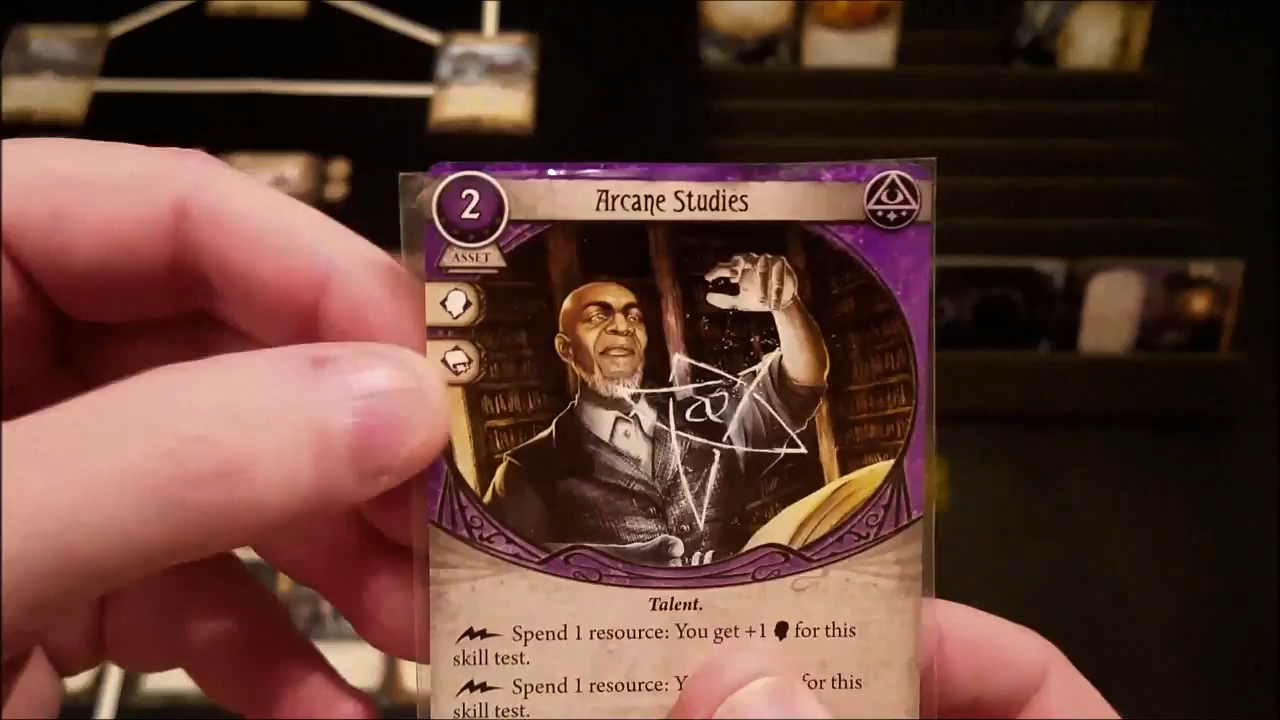 2
Arcane Studies
ASSET
Talent.
Spend 1 resource: You get +1 for this
skill test.
Spend 1 resource: for this
skill test.